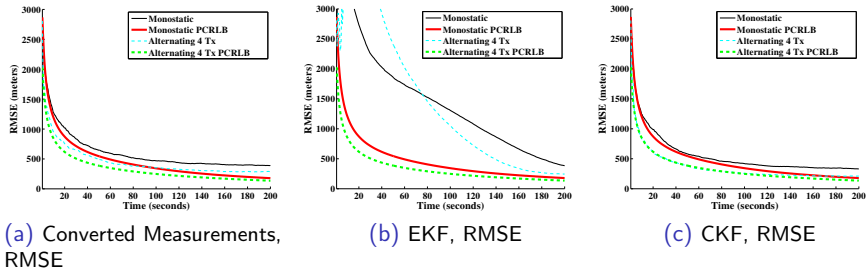 3000
2500
2000
1500
1000
500
0
RMSE (meters)
20 40 60 80 100 120 140 160 180 200
Time (seconds)
Monostatic
Monostatic PCRLB
Alternating 4 Tx
Alternating 4 Tx PCRLB
(a) Converted Measurements,
RMSE
3000
2500
2000
1500
1000
500
0
RMSE (meters)
20 40 60 80 100 120 140 160 180 200
Time (seconds)
Monostatic
Monostatic PCRLB
Alternating 4 Tx
Alternating 4 Tx PCRLB
(b) EKF, RMSE
3000
2500
2000
1500
1000
500
0
RMSE (meters)
20 40 60 80 100 120 140 160 180 200
Time (seconds)
Monostatic
Monostatic PCRLB
Alternating 4 Tx
Alternating 4 Tx PCRLB
(c) CKF, RMSE